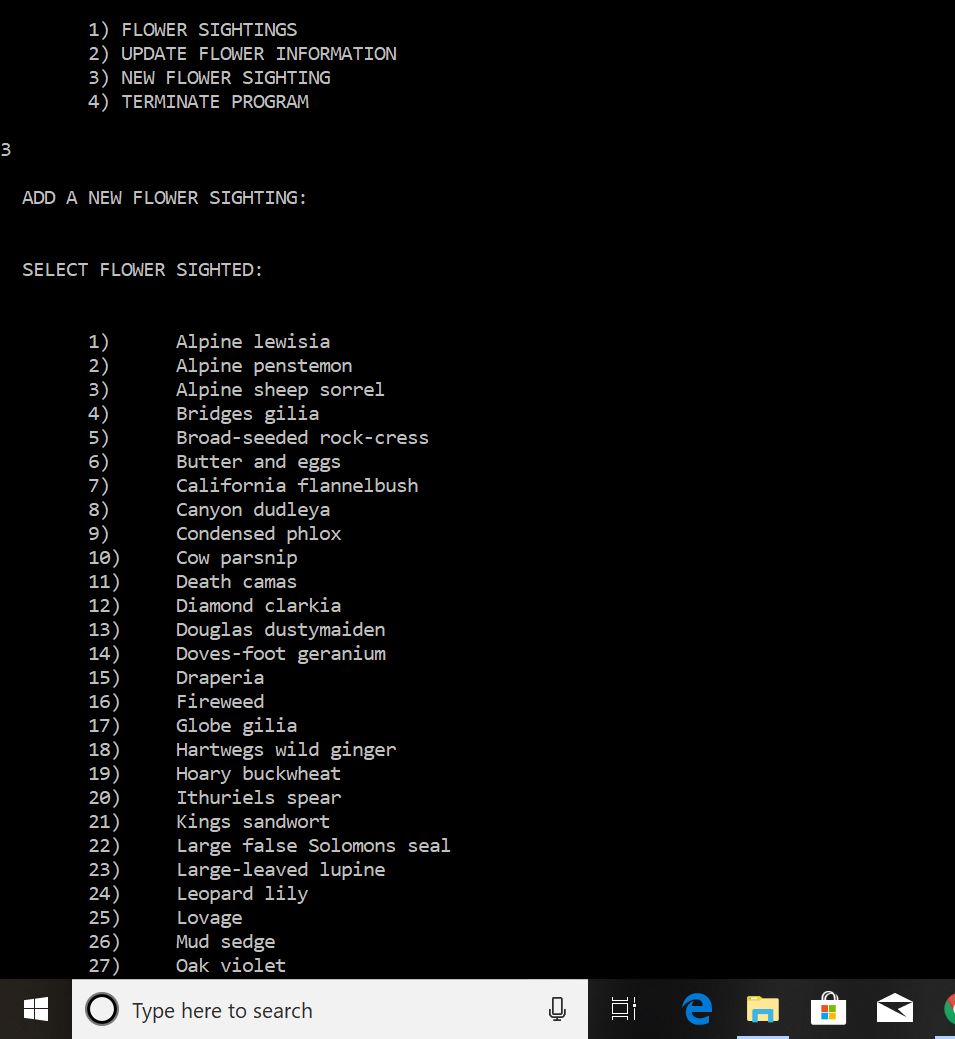 1) FLOWER SIGHTINGS
2) UPDATE FLOWER INFORMATION
3) NEW FLOWER SIGHTING
4) TERMINATE PROGRAM
3
ADD A NEW FLOWER SIGHTING:
SELECT FLOWER SIGHTED:
1) Alpine lewisia
2) Alpine penstemon
3) Alpine sheep sorrel
4) Bridges gilia
5) Broad-seeded rock-cress
6) Butter and eggs
7) California flannelbush
8) Canyon dudleya
9) Condensed phlox
10) Cow parsnip
11) Death camas
12) Diamond clarkia
13) Douglas dustymaiden
14) Doves-foot geranium
15) Draperia
16) Fireweed
17) Globe gilia
18) Hartwegs wild ginger
19) Hoary buckwheat
20) Ithuriels spear
21) Kings sandwort
22) Large false Solomons seal
23) Large-leaved lupine
24) Leopard lily
25) Lovage
26) Mud sedge
27) Oak violet
Type here to search